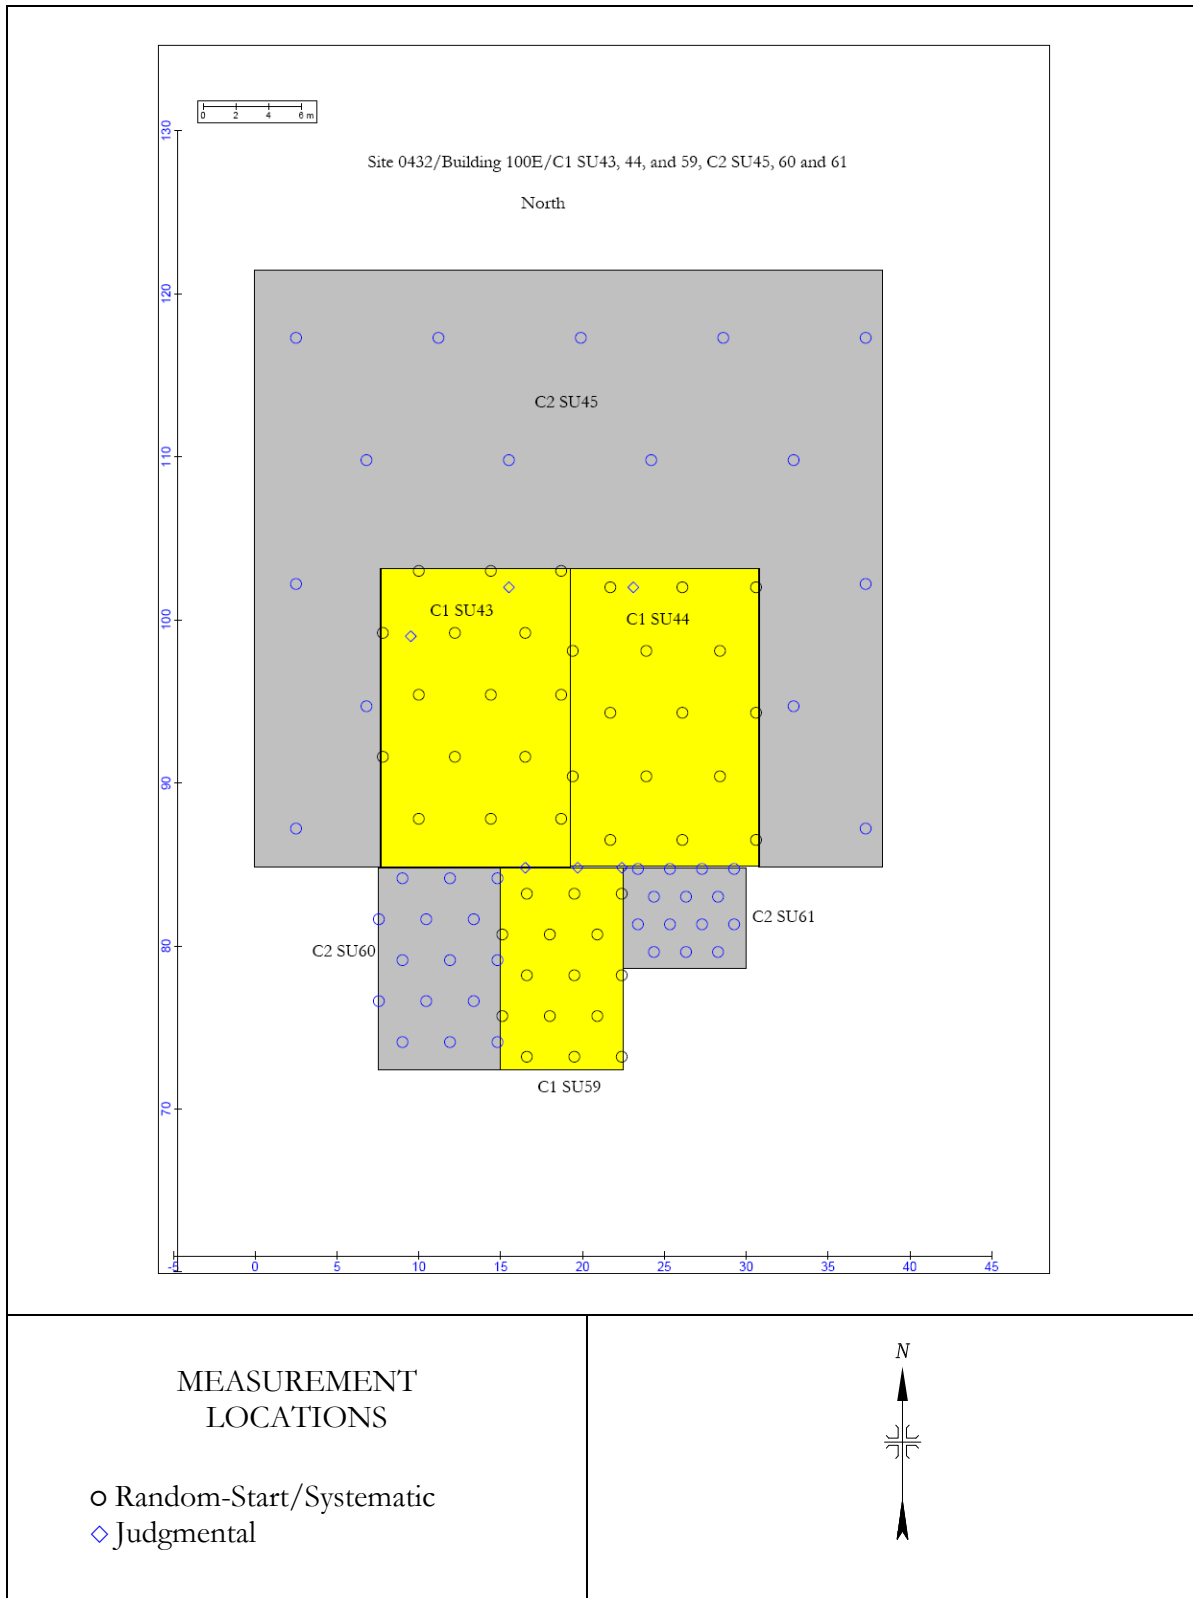 0 2 4 6 m
Site 0432/Building 100E/C1 SU43, 44, and 59, C2 SU45, 60 and 61
North
130
120
110
100
90
80
70
C2 SU45
C1 SU43
C1 SU44
C2 SU61
C2 SU60
C1 SU59
-5 0 5 10 15 20 25 30 35 40 45
MEASUREMENT
LOCATIONS
Random-Start/Systematic
Judgmental
N